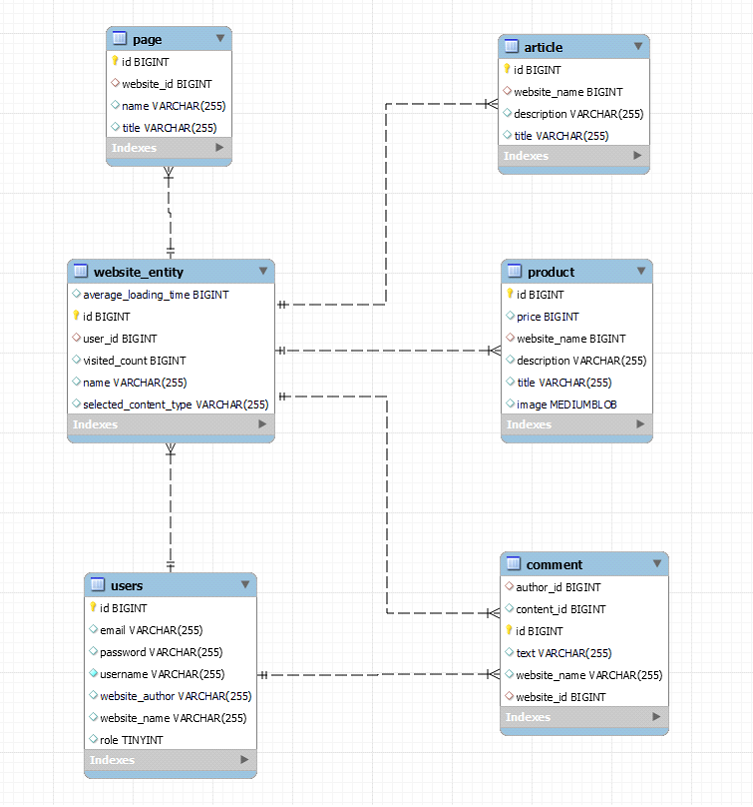 page
id BIGINT
website_id BIGINT
name VARCHAR(255)
title VARCHAR(255)
Indexes
article
id BIGINT
website_name BIGINT
description VARCHAR(255)
title VARCHAR(255)
Indexes
website_entity
average_loading_time BIGINT
id BIGINT
user_id BIGINT
visited_count BIGINT
name VARCHAR(255)
selected_content_type VARCHAR(255)
Indexes
product
id BIGINT
price BIGINT
website_name BIGINT
description VARCHAR(255)
title VARCHAR(255)
image MEDIUMBLOB
Indexes
users
id BIGINT
email VARCHAR(255)
password VARCHAR(255)
username VARCHAR(255)
website_author VARCHAR(255)
website_name VARCHAR(255)
role TINYINT
Indexes
comment
author_id BIGINT
content_id BIGINT
id BIGINT
text VARCHAR(255)
website_name VARCHAR(255)
website_id BIGINT
Indexes